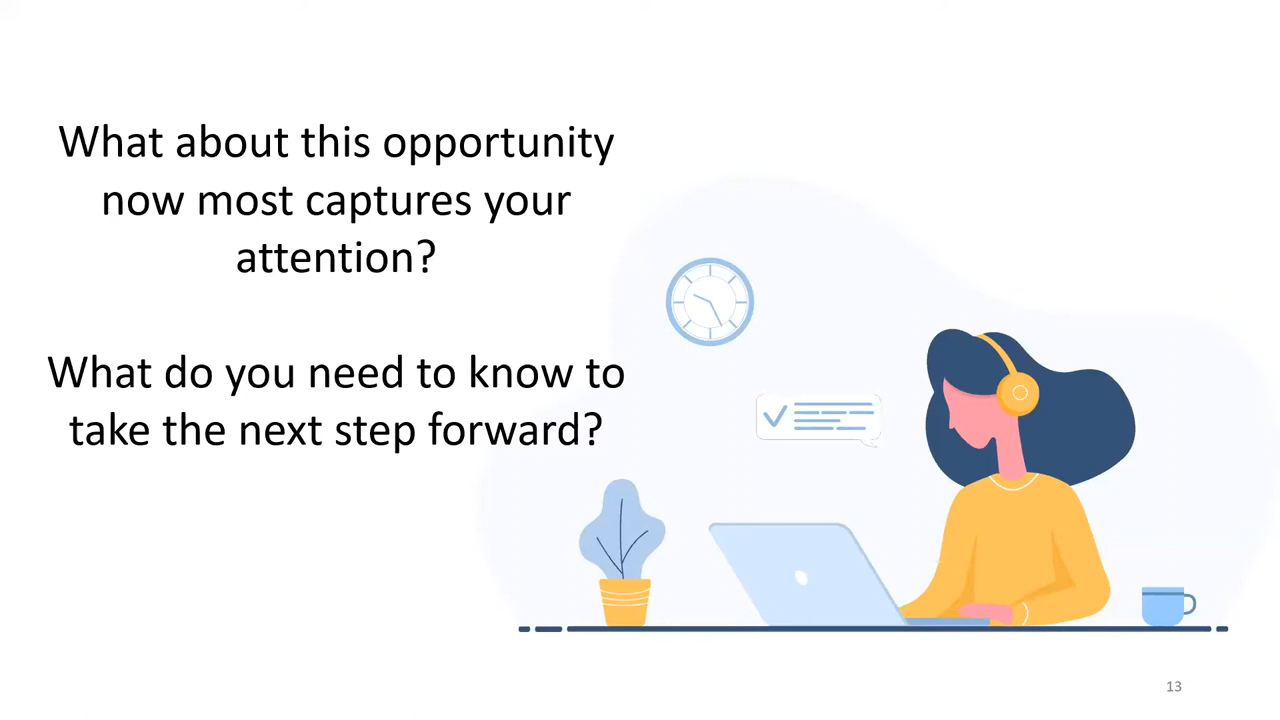 What about this opportunity
now most captures your
attention?
What do you need to know to
take the next step forward?
13